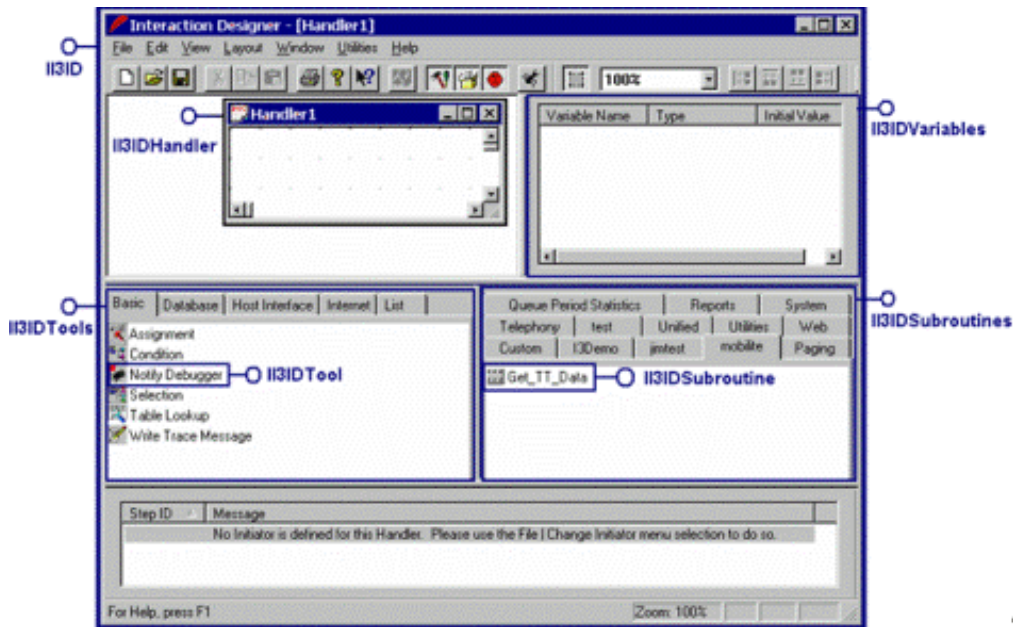 Interaction Designer - [Handler1]
File Edit View Layout Window Utilities Help
II3ID
100%
Handler1
II3IDHandler
Variable Name Type Initial Value
II3IDVariables
Basic Database Host Interface Internet List
II3IDTools
Assignment
Condition
Notify Debugger II3IDTool
Selection
Table Lookup
Write Trace Message
Queue Period Statistics Reports System
Telephony test Unified Utilities Web
Custom I3Demo jimtest mobilite Paging
II3IDSubroutines
Get_TT_Data II3IDSubroutine
Step ID Message
No Initiator is defined for this Handler. Please use the File | Change Initiator menu selection to do so.
For Help, press F1 Zoom: 100%